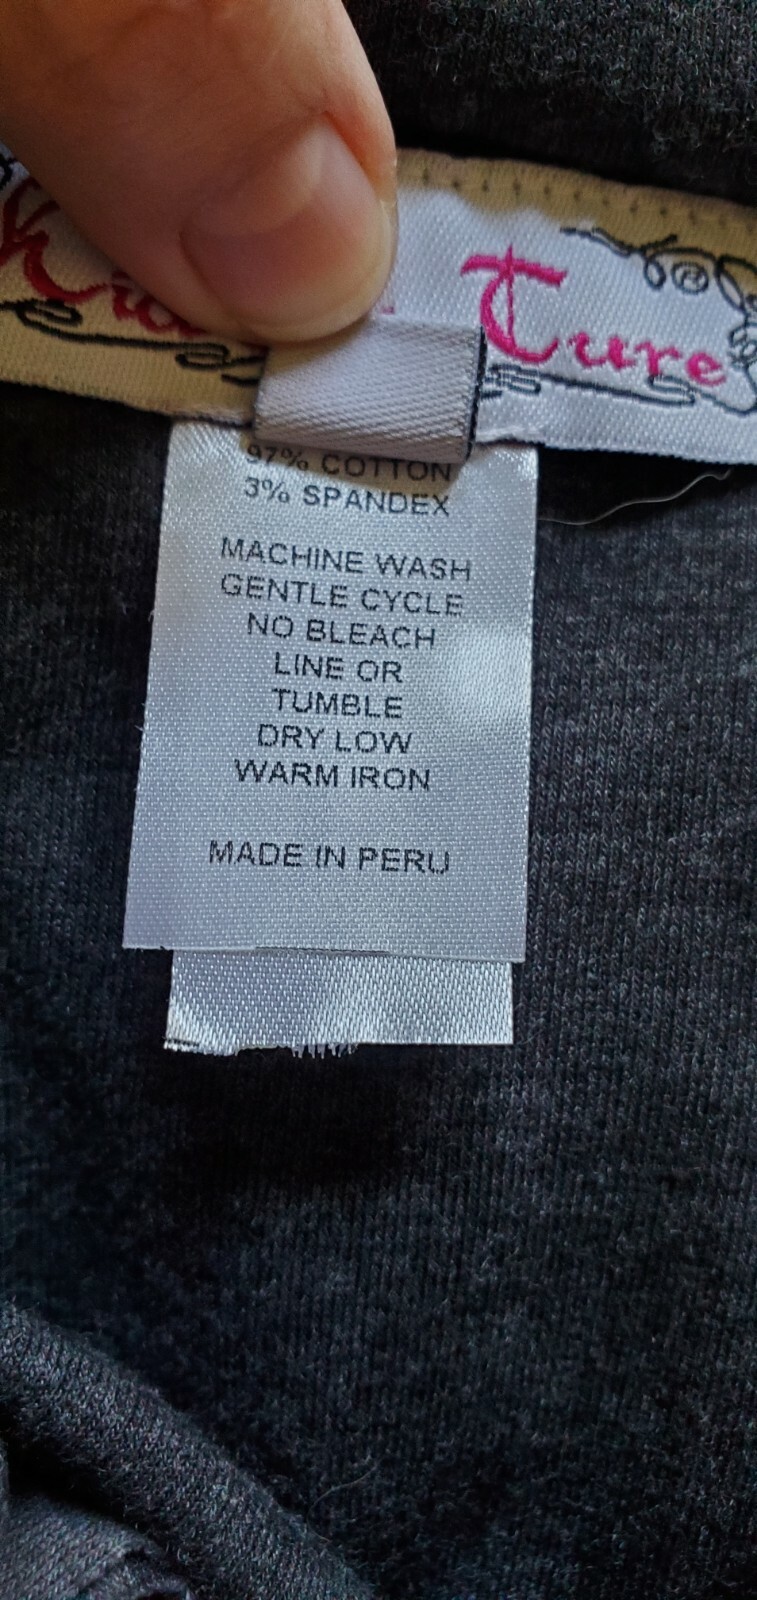 Ture
97% COTTON
3% SPANDEX
MACHINE WASH
GENTLE CYCLE
NO BLEACH
LINE OR
TUMBLE
DRY LOW
WARM IRON
MADE IN PERU